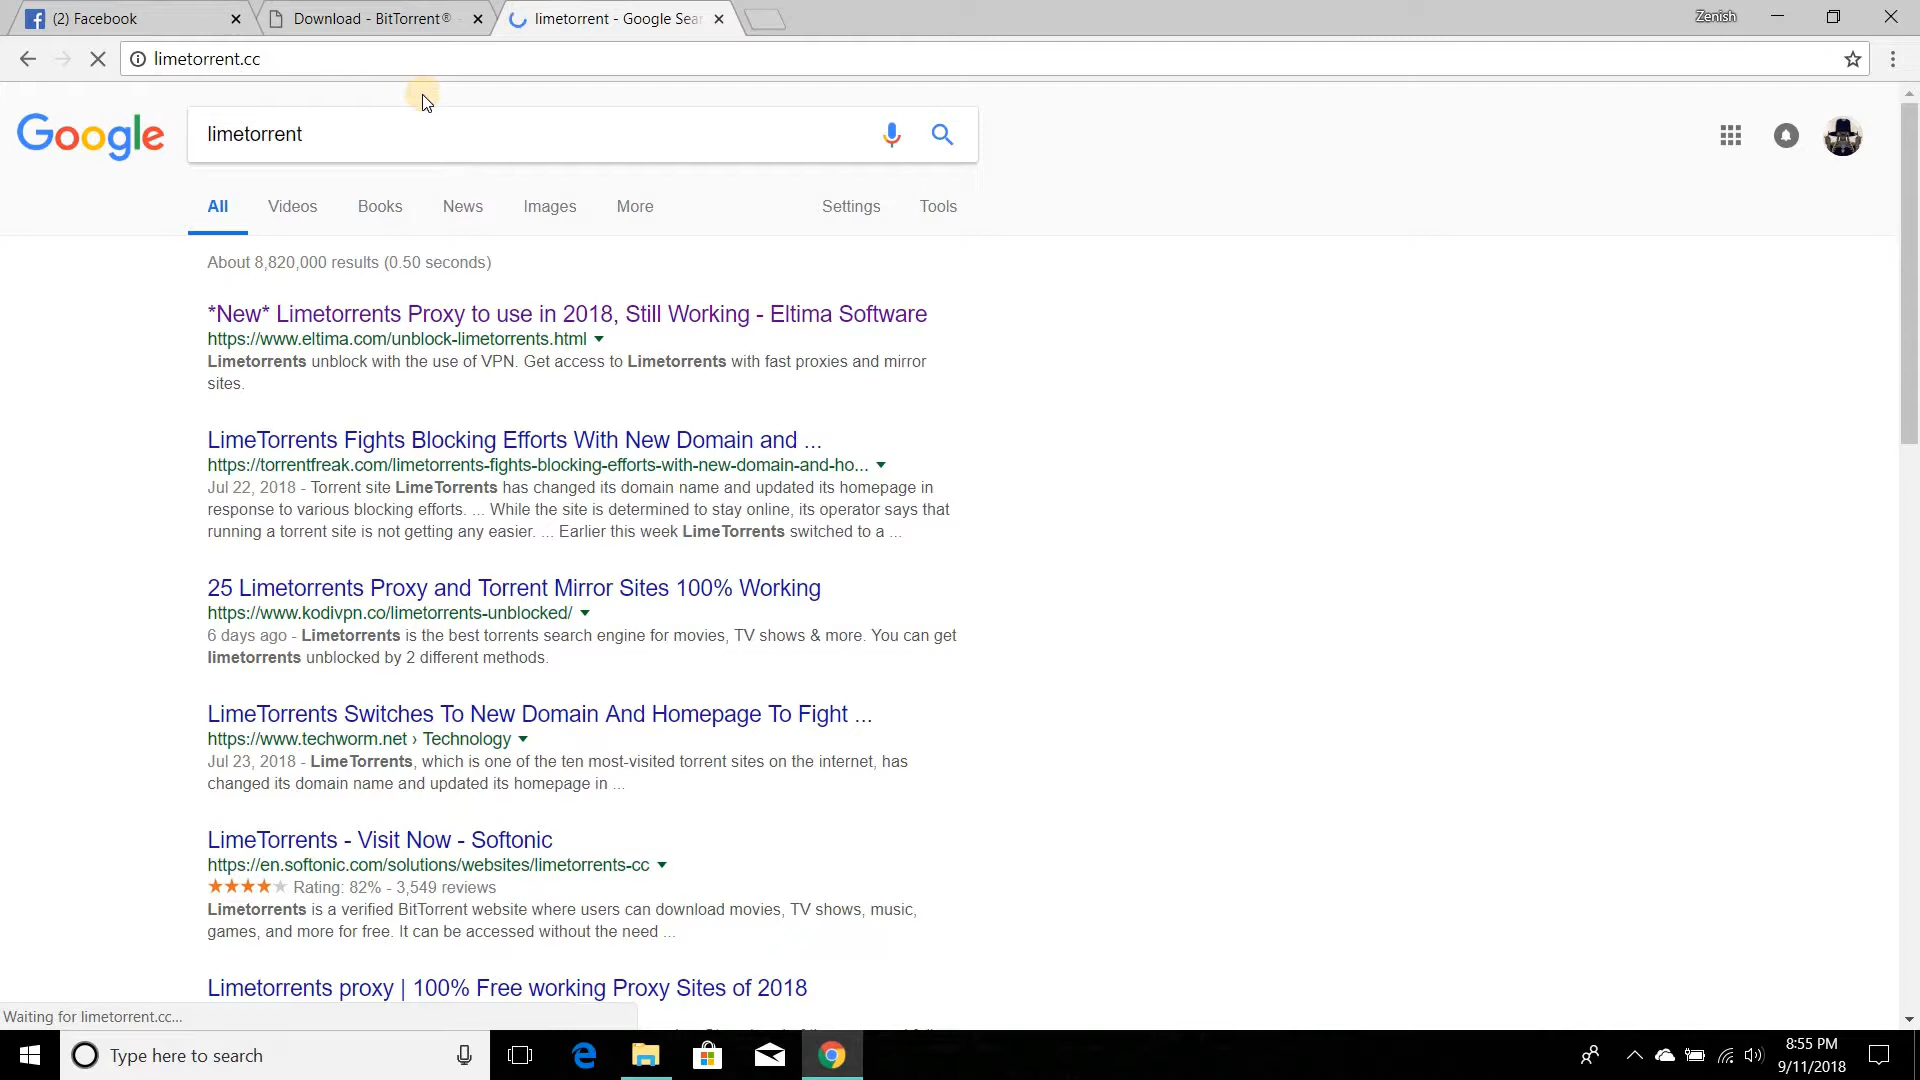 (2) Facebook
Download - BitTorrent®
limetorrent - Google Sear
Zenish
limetorrent.cc
Google
limetorrent
All Videos Books News Images More Settings Tools
About 8,820,000 results (0.50 seconds)
*New* Limetorrents Proxy to use in 2018, Still Working - Eltima Software
https://www.eltima.com/unblock-limetorrents.html
Limetorrents unblock with the use of VPN. Get access to Limetorrents with fast proxies and mirror
sites.
LimeTorrents Fights Blocking Efforts With New Domain and ...
https://torrentfreak.com/limetorrents-fights-blocking-efforts-with-new-domain-and-ho...
Jul 22, 2018 - Torrent site LimeTorrents has changed its domain name and updated its homepage in
response to various blocking efforts. ... While the site is determined to stay online, its operator says that
running a torrent site is not getting any easier. ... Earlier this week LimeTorrents switched to a ...
25 Limetorrents Proxy and Torrent Mirror Sites 100% Working
https://www.kodivpn.co/limetorrents-unblocked/
6 days ago - Limetorrents is the best torrents search engine for movies, TV shows & more. You can get
limetorrents unblocked by 2 different methods.
LimeTorrents Switches To New Domain And Homepage To Fight ...
https://www.techworm.net › Technology
Jul 23, 2018 - LimeTorrents, which is one of the ten most-visited torrent sites on the internet, has
changed its domain name and updated its homepage in ...
LimeTorrents - Visit Now - Softonic
https://en.softonic.com/solutions/websites/limetorrents-cc
Rating: 82% - 3,549 reviews
Limetorrents is a verified BitTorrent website where users can download movies, TV shows, music,
games, and more for free. It can be accessed without the need ...
Limetorrents proxy | 100% Free working Proxy Sites of 2018
Waiting for limetorrent.cc...
Type here to search
8:55 PM
9/11/2018